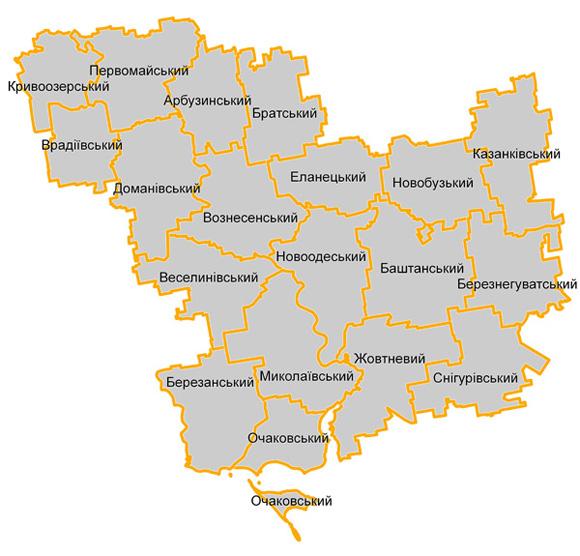 Первомайський
Кривоозерський
Арбузинський
Братський
Врадіївський
Казанківський
Еланецький
Новобузький
Доманівський
Вознесенський
Новоодеський
Баштанський
Веселинівський
Березнегуватський
Жовтневий
Миколаївський
Снігурівський
Березанський
Очаковський
Очаковський